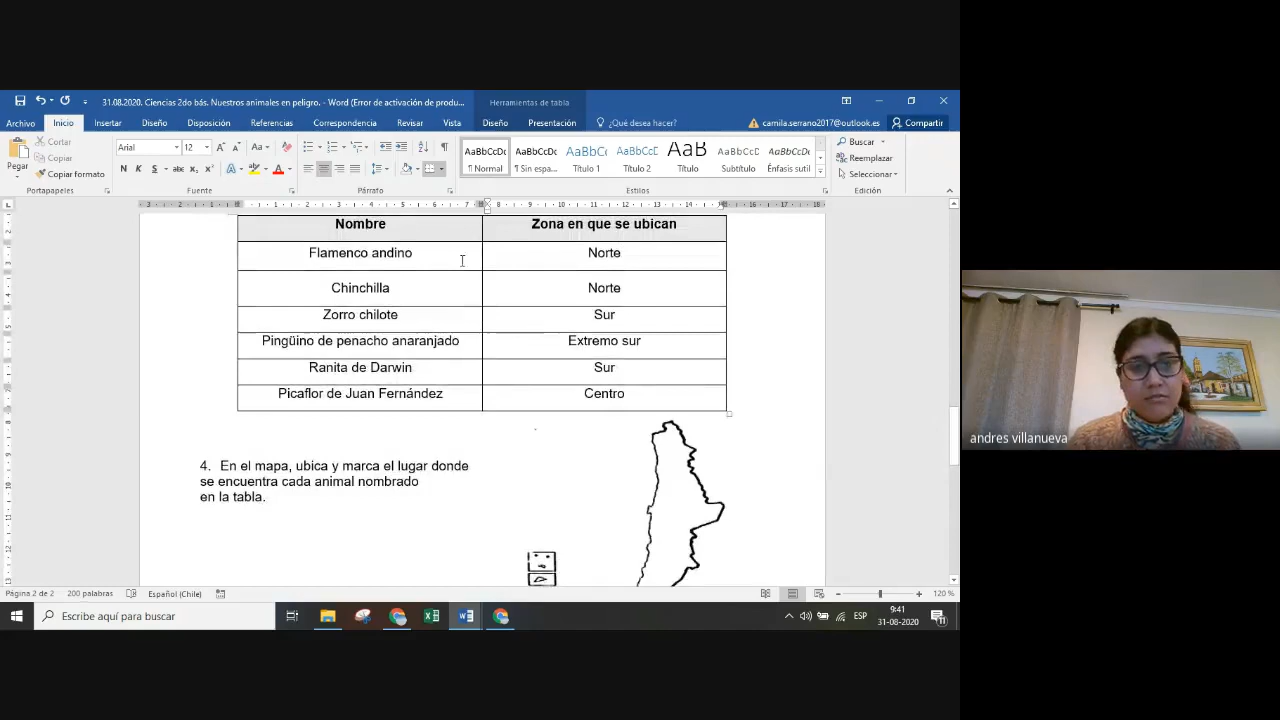 31.08.2020. Ciencias 2do bás. Nuestros animales en peligro. - Word (Error de activación de produ...
Herramientas de tabla
Archivo Inicio Insertar Diseño Disposición Referencias Correspondencia Revisar Vista Diseño Presentación ¿Qué desea hacer? camila.serrano2017@outlook.es Compartir
Pegar
Cortar
Copiar
Copiar formato
Portapapeles
Arial 12
N K S abc x₂ x²
Fuente
Párrafo
AaBbCcDc AaBbCcDc AaBbCc AaBbCcE AaB AaBbCcD AaBbCcDc
¶ Normal ¶ Sin espa... Título 1 Título 2 Título Subtítulo Énfasis sutil
Estilos
Buscar
Reemplazar
Seleccionar
Edición
Nombre Zona en que se ubican
Flamenco andino Norte
Chinchilla Norte
Zorro chilote Sur
Pingüino de penacho anaranjado Extremo sur
Ranita de Darwin Sur
Picaflor de Juan Fernández Centro
4. En el mapa, ubica y marca el lugar donde
se encuentra cada animal nombrado
en la tabla.
Página 2 de 2 200 palabras Español (Chile) 120 %
Escribe aquí para buscar
ESP
9:41
31-08-2020
andres villanueva